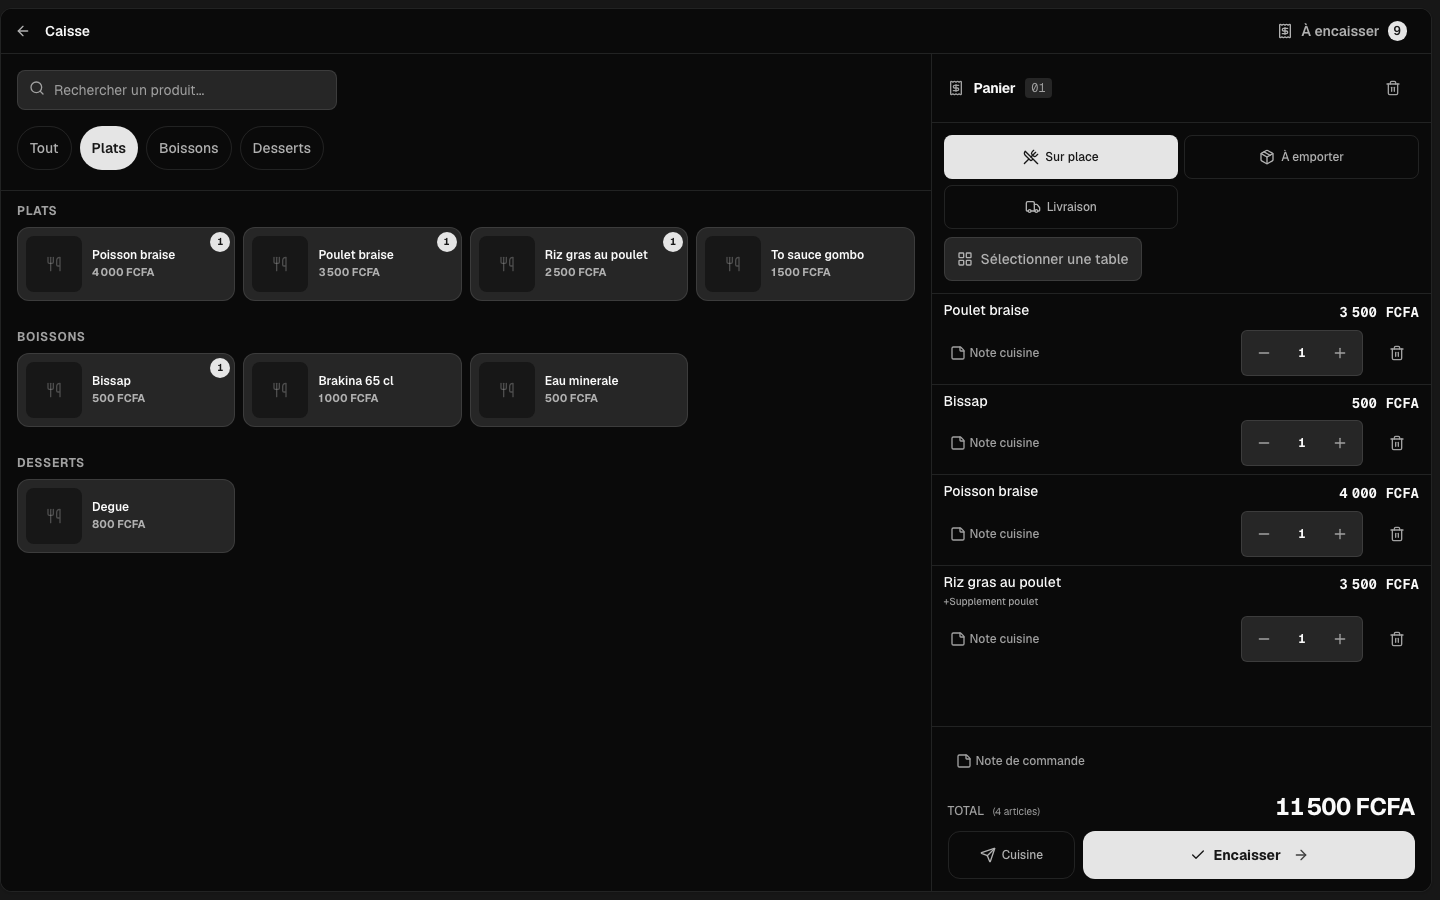 Caisse
À encaisser 9
Rechercher un produit...
Tout
Plats
Boissons
Desserts
PLATS
Poisson braise
4 000 FCFA
1
Poulet braise
3 500 FCFA
1
Riz gras au poulet
2 500 FCFA
1
To sauce gombo
1 500 FCFA
BOISSONS
Bissap
500 FCFA
1
Brakina 65 cl
1 000 FCFA
Eau minerale
500 FCFA
DESSERTS
Degue
800 FCFA
Panier 01
Sur place
À emporter
Livraison
Sélectionner une table
Poulet braise 3 500 FCFA
Note cuisine − 1 +
Bissap 500 FCFA
Note cuisine − 1 +
Poisson braise 4 000 FCFA
Note cuisine − 1 +
Riz gras au poulet 3 500 FCFA
+Supplement poulet
Note cuisine − 1 +
Note de commande
TOTAL (4 articles) 11 500 FCFA
Cuisine
Encaisser